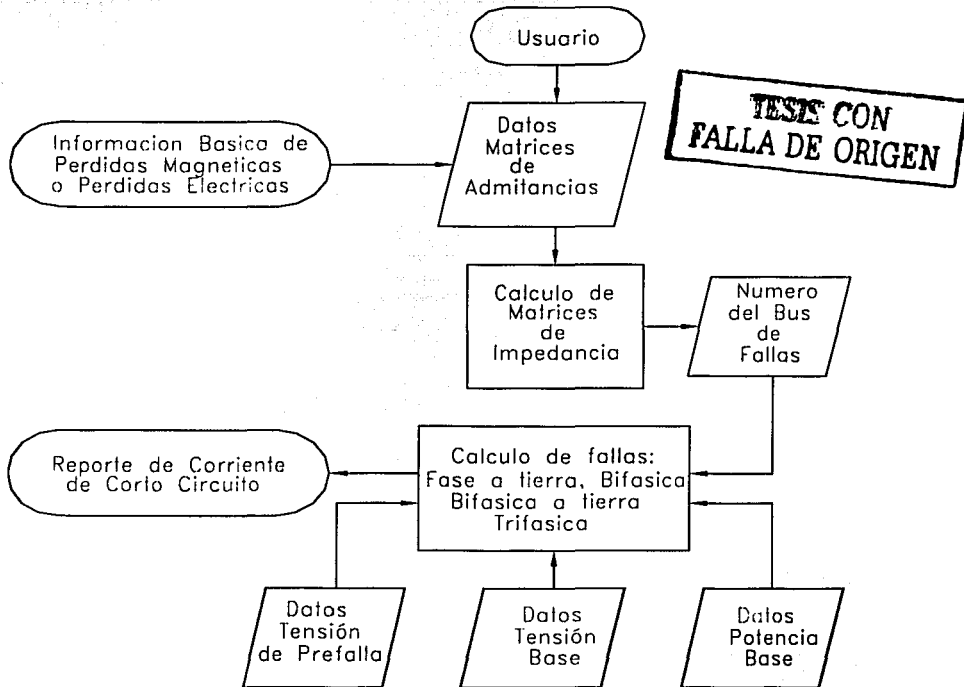 Usuario
TESIS CON
FALLA DE ORIGEN
Informacion Basica de
Perdidas Magneticas
o Perdidas Electricas
Datos
Matrices
de
Admitancias
Calculo de
Matrices
de
Impedancia
Numero
del Bus
de
Fallas
Reporte de Corriente
de Corto Circuito
Calculo de fallas:
Fase a tierra, Bifasica
Bifasica a tierra
Trifasica
Datos
Tensión
de Prefalla
Datos
Tensión
Base
Datos
Potencia
Base